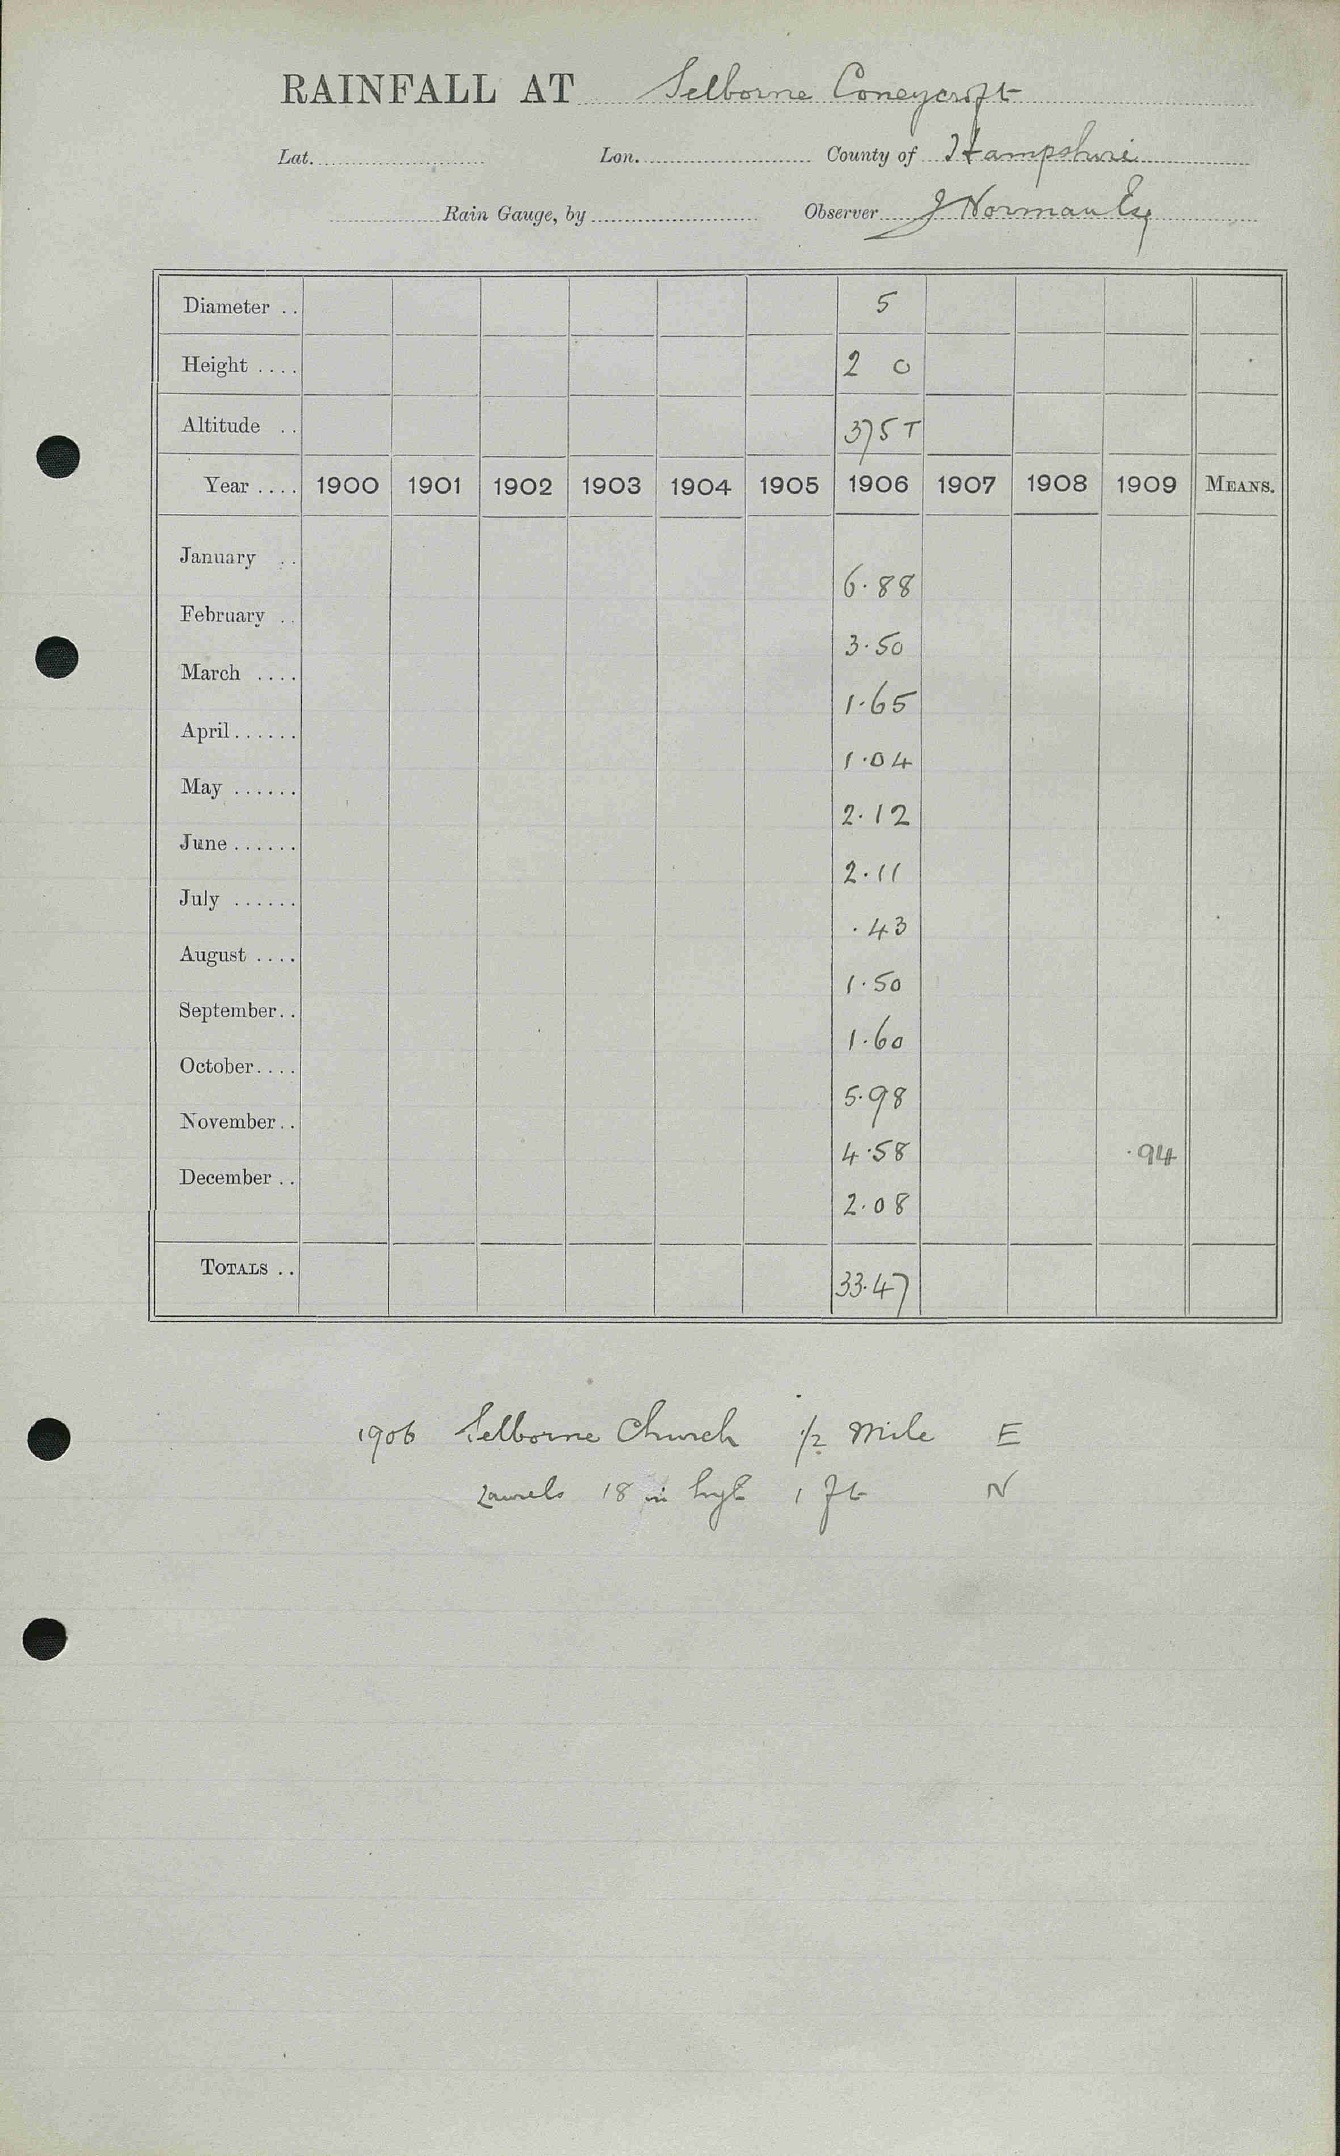 RAINFALL AT Selborne Coneycroft
Lat. Lon. County of Hampshire
Rain Gauge, by Observer J Norman Esq
Diameter .. 5
Height .... 2 0
Altitude .. 375 T
Year .... 1900 1901 1902 1903 1904 1905 1906 1907 1908 1909 MEANS.
January .. 6.88
February .. 3.50
March .... 1.65
April ...... 1.04
May ...... 2.12
June ...... 2.11
July ...... .43
August .... 1.50
September .. 1.60
October .... 5.98
November .. 4.58 .94
December .. 2.08
TOTALS .. 33.47
1906 Selborne Church 1/2 mile E
Laurels 18 in hyt 1 ft N